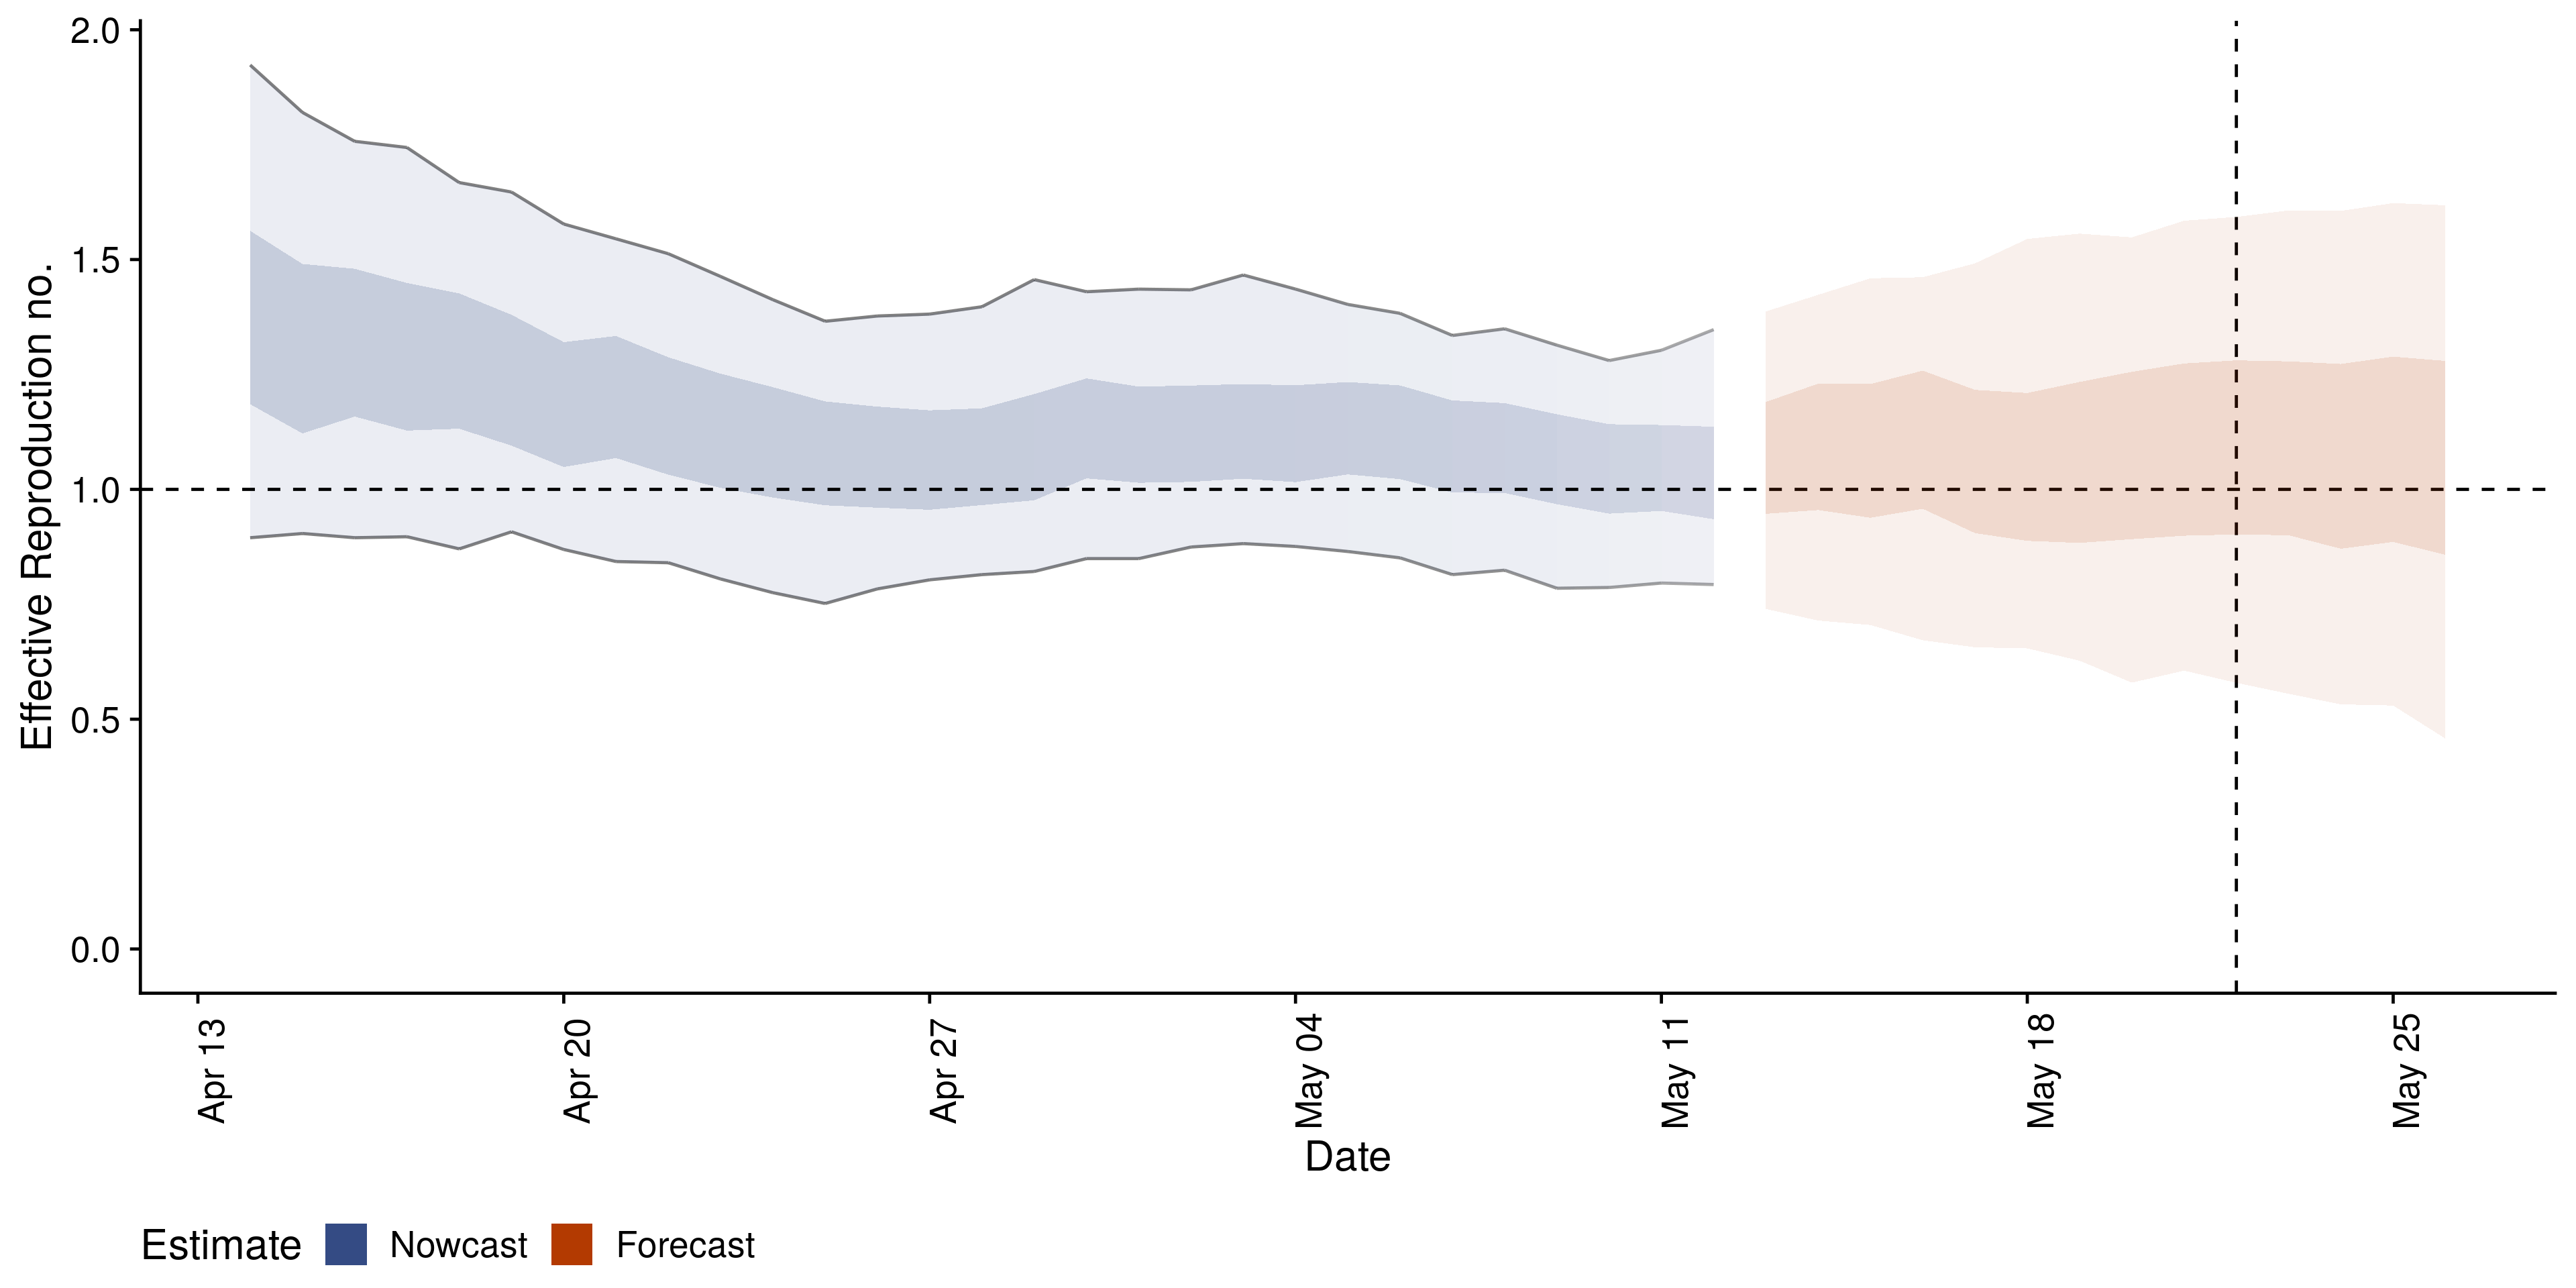 Effective Reproduction no.
2.0
1.5
1.0
0.5
0.0
Apr 13
Apr 20
Apr 27
May 04
May 11
May 18
May 25
Date
Estimate Nowcast Forecast